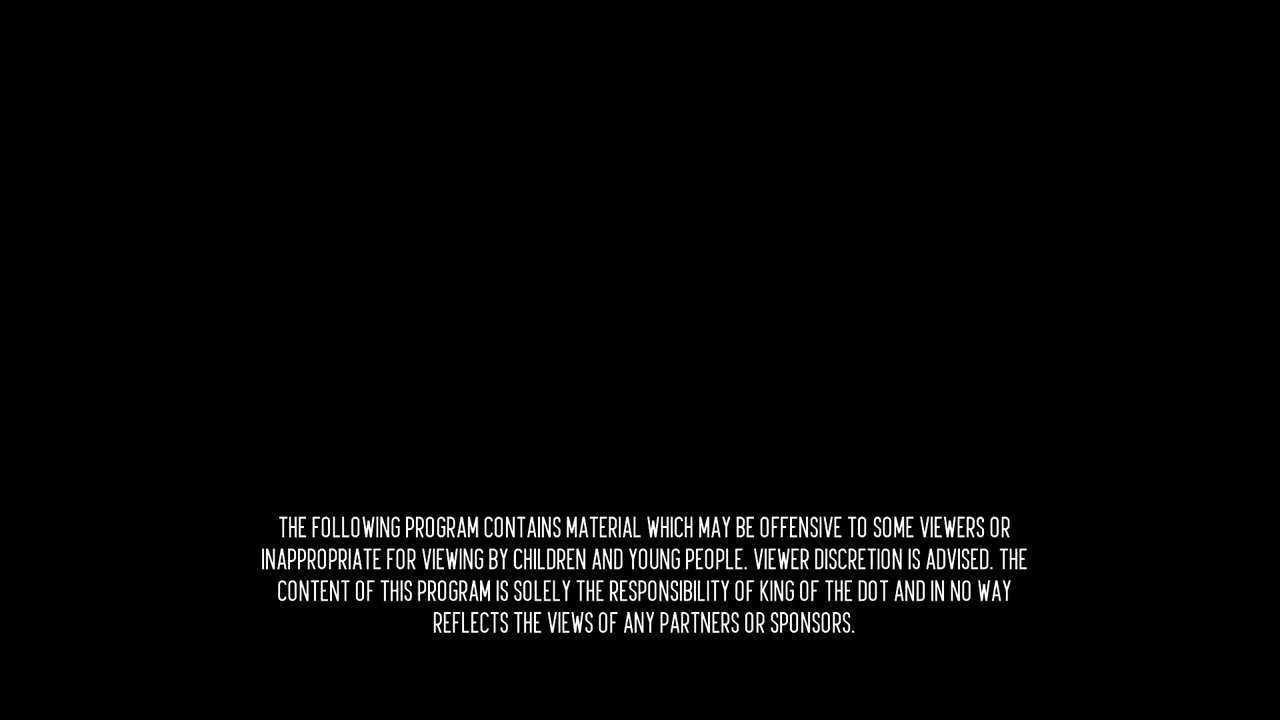 THE FOLLOWING PROGRAM CONTAINS MATERIAL WHICH MAY BE OFFENSIVE TO SOME VIEWERS OR
INAPPROPRIATE FOR VIEWING BY CHILDREN AND YOUNG PEOPLE. VIEWER DISCRETION IS ADVISED. THE
CONTENT OF THIS PROGRAM IS SOLELY THE RESPONSIBILITY OF KING OF THE DOT AND IN NO WAY
REFLECTS THE VIEWS OF ANY PARTNERS OR SPONSORS.